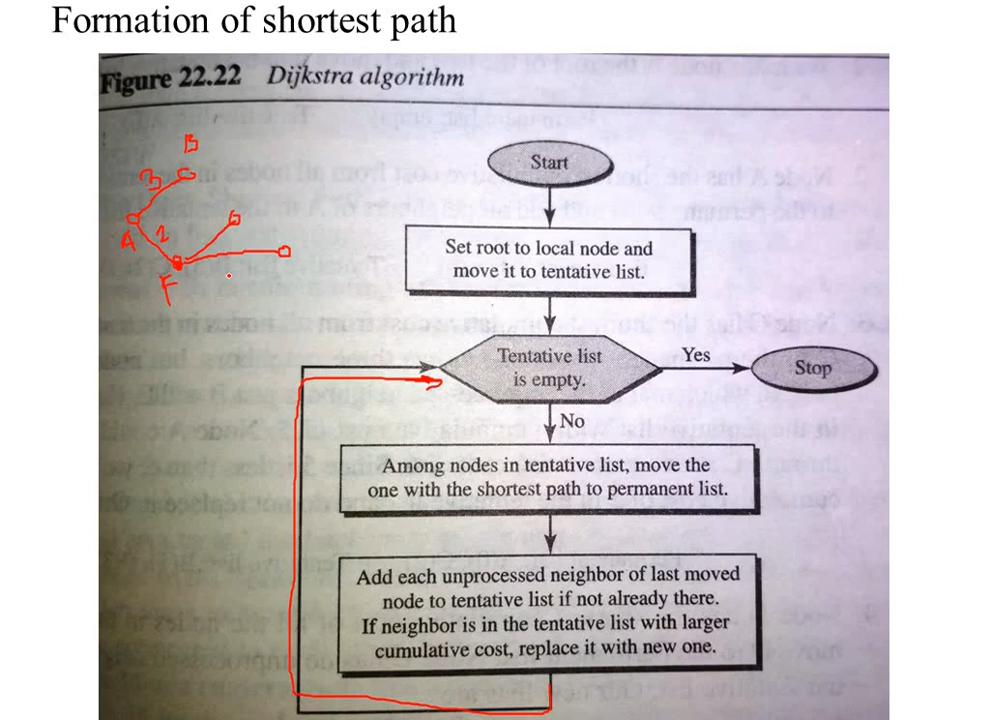 Formation of shortest path
Figure 22.22 Dijkstra algorithm
B
3
A
2
F
Start
Set root to local node and
move it to tentative list.
Tentative list
is empty.
Yes
Stop
No
Among nodes in tentative list, move the
one with the shortest path to permanent list.
Add each unprocessed neighbor of last moved
node to tentative list if not already there.
If neighbor is in the tentative list with larger
cumulative cost, replace it with new one.